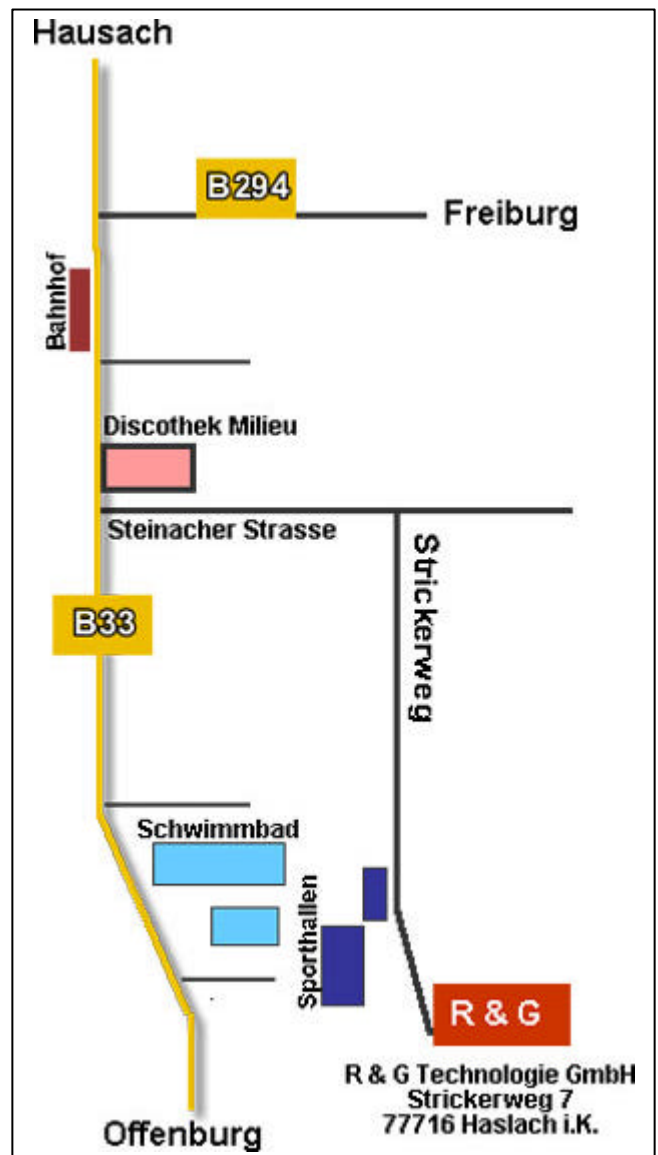 Hausach
B294
Freiburg
Bahnhof
Discothek Milieu
Steinacher Strasse
Strickerweg
B33
Schwimmbad
Sporthallen
R & G
R & G Technologie GmbH
Strickerweg 7
77716 Haslach i.K.
Offenburg